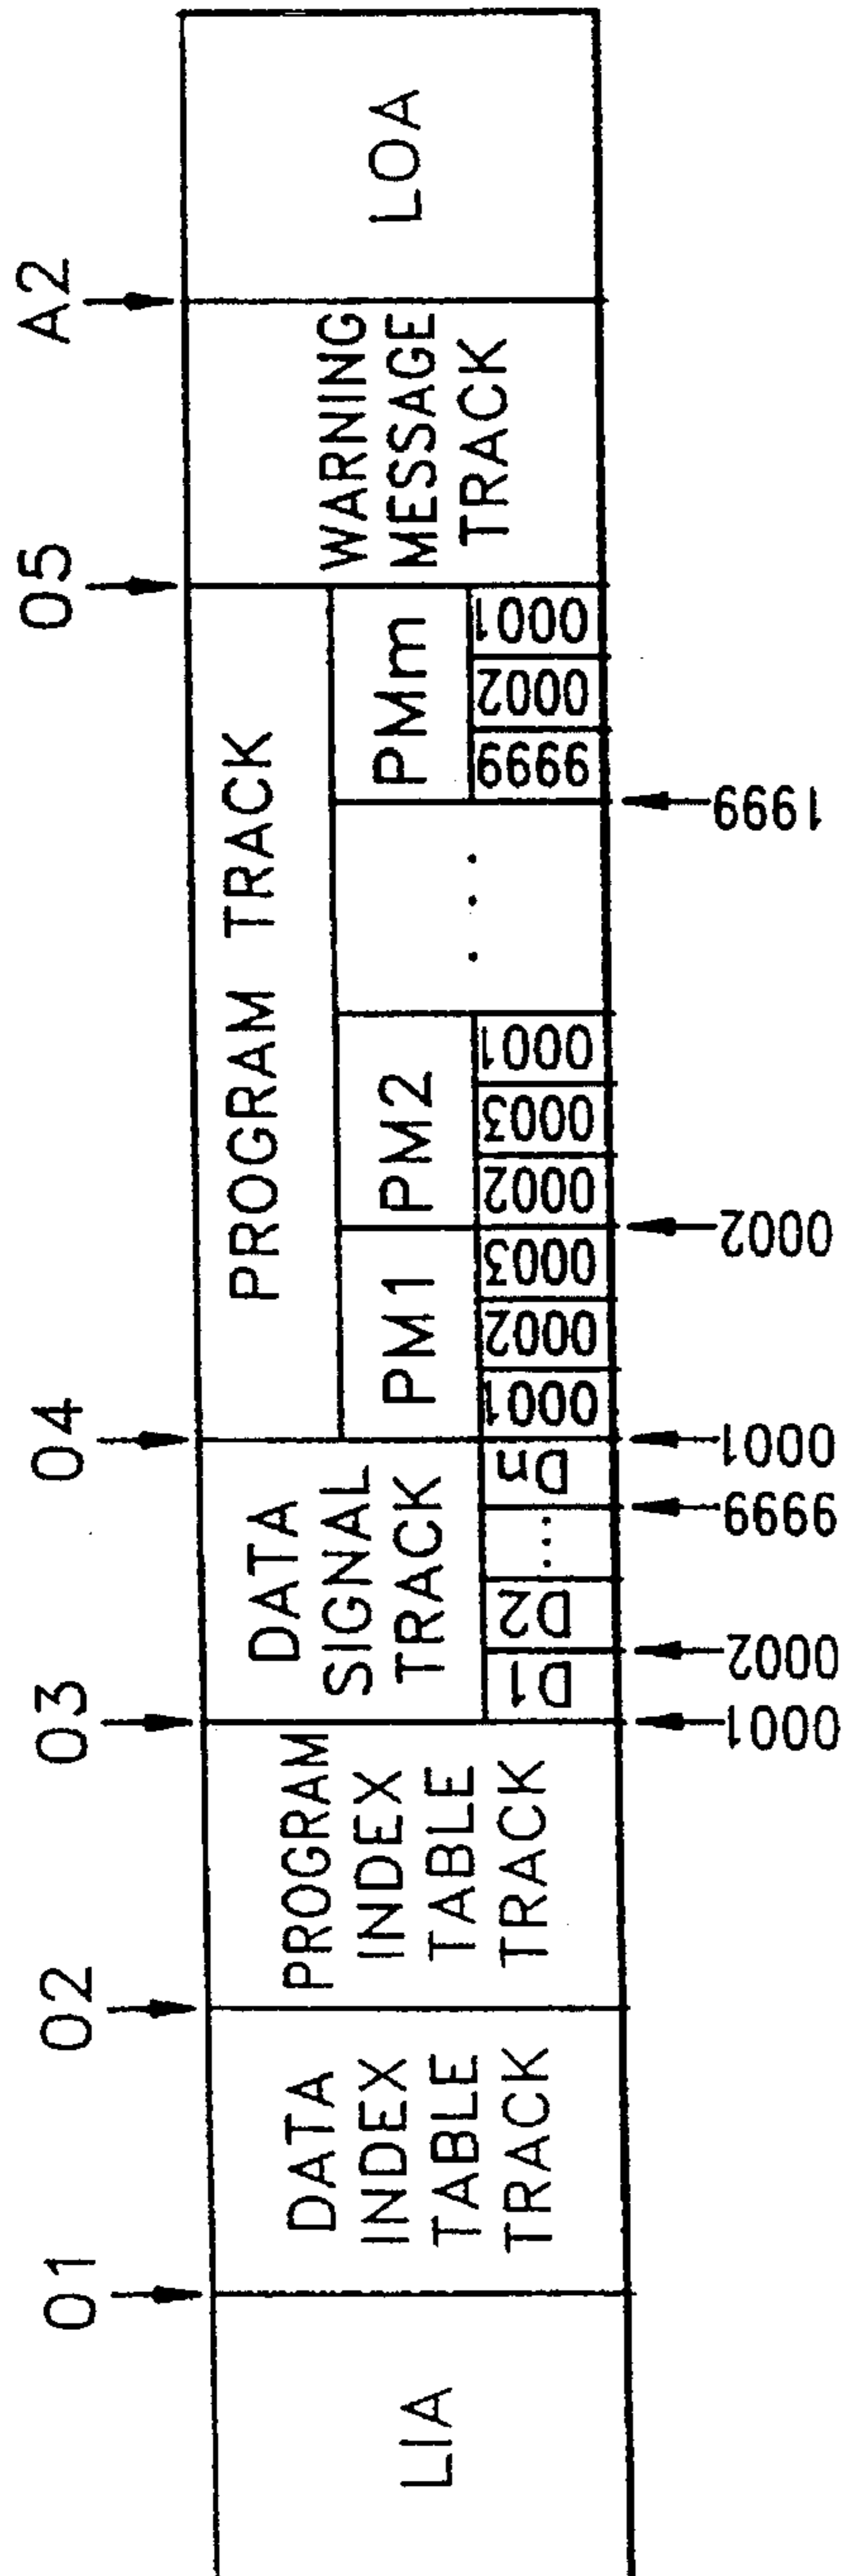 01
02
03
04
05
A2
LIA
DATA
INDEX
TABLE
TRACK
PROGRAM
INDEX
TABLE
TRACK
DATA
SIGNAL
TRACK
D1
D2
...
Dn
PROGRAM TRACK
PM1
PM2
...
PMm
0001
0002
0003
0002
0003
0001
9999
0002
0001
WARNING
MESSAGE
TRACK
LOA
0001
0002
9999
0001
0002
1999